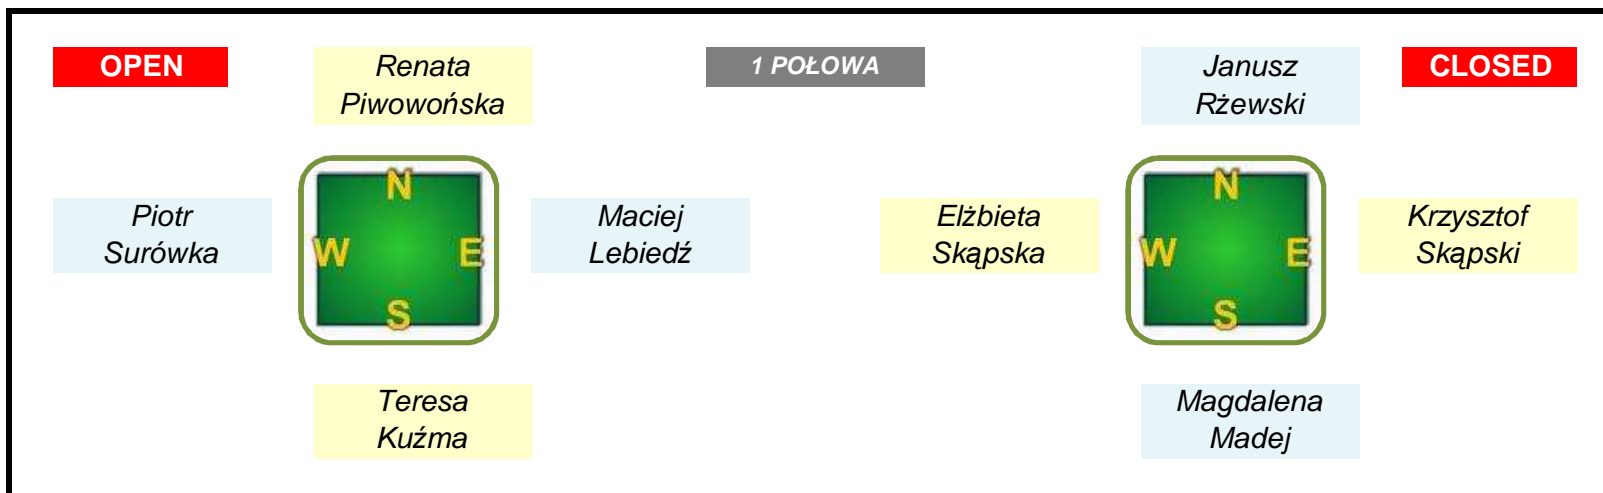 OPEN
Renata
Piwowońska
1 POŁOWA
Janusz
Rżewski
CLOSED
Piotr
Surówka
N
W
E
S
Maciej
Lebiedź
Elżbieta
Skąpska
N
W
E
S
Krzysztof
Skąpski
Teresa
Kuźma
Magdalena
Madej